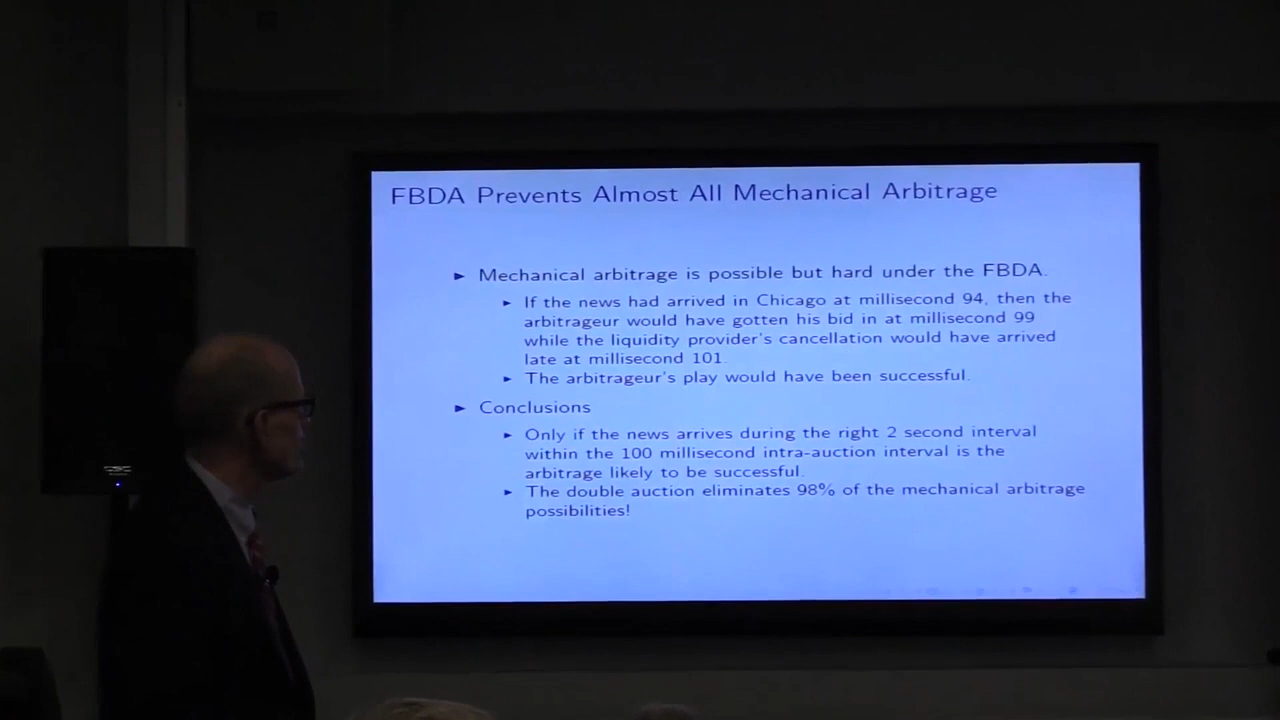 FBDA Prevents Almost All Mechanical Arbitrage
► Mechanical arbitrage is possible but hard under the FBDA.
► If the news had arrived in Chicago at millisecond 94, then the
arbitrageur would have gotten his bid in at millisecond 99
while the liquidity provider's cancellation would have arrived
late at millisecond 101.
► The arbitrageur's play would have been successful.
► Conclusions
► Only if the news arrives during the right 2 second interval
within the 100 millisecond intra-auction interval is the
arbitrage likely to be successful.
► The double auction eliminates 98% of the mechanical arbitrage
possibilities!